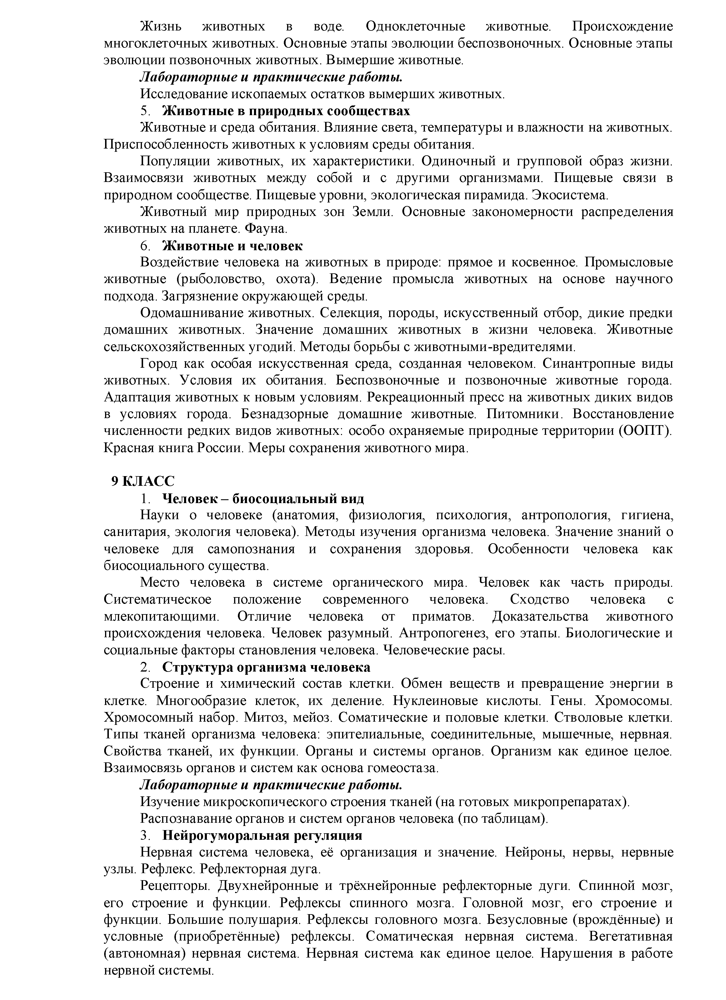 Жизнь животных в воде. Одноклеточные животные. Происхождение
многоклеточных животных. Основные этапы эволюции беспозвоночных. Основные этапы
эволюции позвоночных животных. Вымершие животные.
Лабораторные и практические работы.
Исследование ископаемых остатков вымерших животных.
5. Животные в природных сообществах
Животные и среда обитания. Влияние света, температуры и влажности на животных.
Приспособленность животных к условиям среды обитания.
Популяции животных, их характеристики. Одиночный и групповой образ жизни.
Взаимосвязи животных между собой и с другими организмами. Пищевые связи в
природном сообществе. Пищевые уровни, экологическая пирамида. Экосистема.
Животный мир природных зон Земли. Основные закономерности распределения
животных на планете. Фауна.
6. Животные и человек
Воздействие человека на животных в природе: прямое и косвенное. Промысловые
животные (рыболовство, охота). Ведение промысла животных на основе научного
подхода. Загрязнение окружающей среды.
Одомашнивание животных. Селекция, породы, искусственный отбор, дикие предки
домашних животных. Значение домашних животных в жизни человека. Животные
сельскохозяйственных угодий. Методы борьбы с животными-вредителями.
Город как особая искусственная среда, созданная человеком. Синантропные виды
животных. Условия их обитания. Беспозвоночные и позвоночные животные города.
Адаптация животных к новым условиям. Рекреационный пресс на животных диких видов
в условиях города. Безнадзорные домашние животные. Питомники. Восстановление
численности редких видов животных: особо охраняемые природные территории (ООПТ).
Красная книга России. Меры сохранения животного мира.
9 КЛАСС
1. Человек – биосоциальный вид
Науки о человеке (анатомия, физиология, психология, антропология, гигиена,
санитария, экология человека). Методы изучения организма человека. Значение знаний о
человеке для самопознания и сохранения здоровья. Особенности человека как
биосоциального существа.
Место человека в системе органического мира. Человек как часть природы.
Систематическое положение современного человека. Сходство человека с
млекопитающими. Отличие человека от приматов. Доказательства животного
происхождения человека. Человек разумный. Антропогенез, его этапы. Биологические и
социальные факторы становления человека. Человеческие расы.
2. Структура организма человека
Строение и химический состав клетки. Обмен веществ и превращение энергии в
клетке. Многообразие клеток, их деление. Нуклеиновые кислоты. Гены. Хромосомы.
Хромосомный набор. Митоз, мейоз. Соматические и половые клетки. Стволовые клетки.
Типы тканей организма человека: эпителиальные, соединительные, мышечные, нервная.
Свойства тканей, их функции. Органы и системы органов. Организм как единое целое.
Взаимосвязь органов и систем как основа гомеостаза.
Лабораторные и практические работы.
Изучение микроскопического строения тканей (на готовых микропрепаратах).
Распознавание органов и систем органов человека (по таблицам).
3. Нейрогуморальная регуляция
Нервная система человека, её организация и значение. Нейроны, нервы, нервные
узлы. Рефлекс. Рефлекторная дуга.
Рецепторы. Двухнейронные и трёхнейронные рефлекторные дуги. Спинной мозг,
его строение и функции. Рефлексы спинного мозга. Головной мозг, его строение и
функции. Большие полушария. Рефлексы головного мозга. Безусловные (врождённые) и
условные (приобретённые) рефлексы. Соматическая нервная система. Вегетативная
(автономная) нервная система. Нервная система как единое целое. Нарушения в работе
нервной системы.